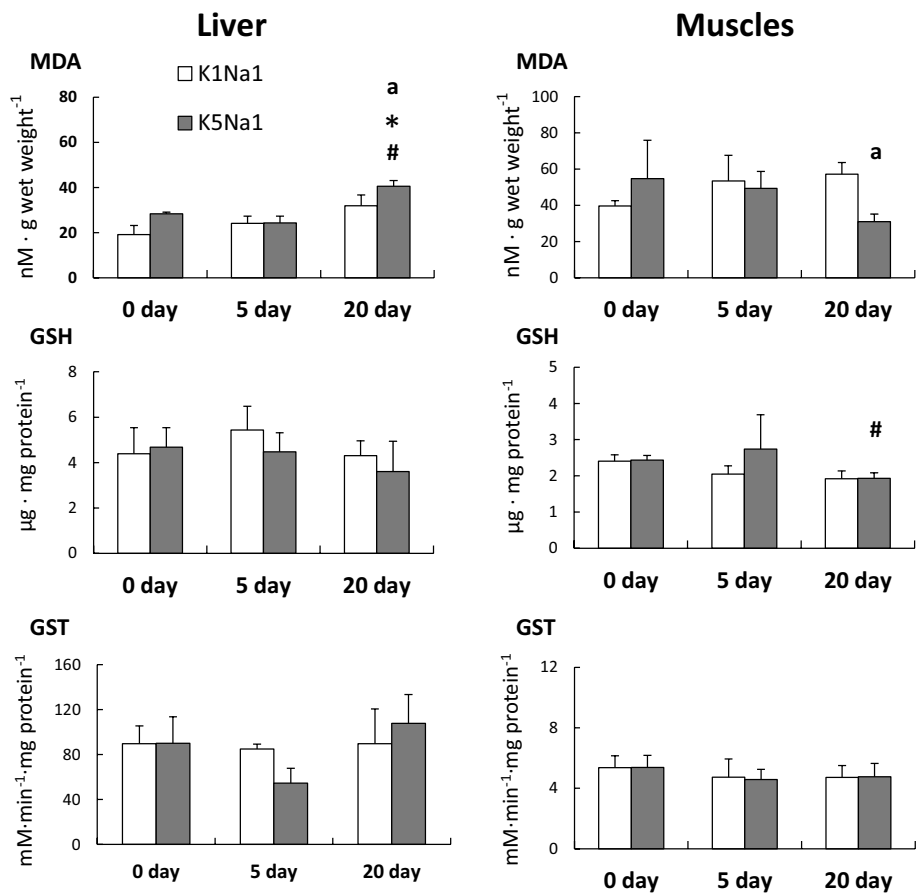 Liver
MDA
K1Na1
K5Na1
nM · g wet weight⁻¹
80
60
40
20
0
a
*
#
0 day
5 day
20 day
Muscles
MDA
nM · g wet weight⁻¹
100
80
60
40
20
0
a
0 day
5 day
20 day
GSH
µg · mg protein⁻¹
8
6
4
2
0
0 day
5 day
20 day
GSH
µg · mg protein⁻¹
5
4
3
2
1
0
#
0 day
5 day
20 day
GST
mM·min⁻¹·mg protein⁻¹
160
120
80
40
0
0 day
5 day
20 day
GST
mM·min⁻¹·mg protein⁻¹
12
8
4
0
0 day
5 day
20 day